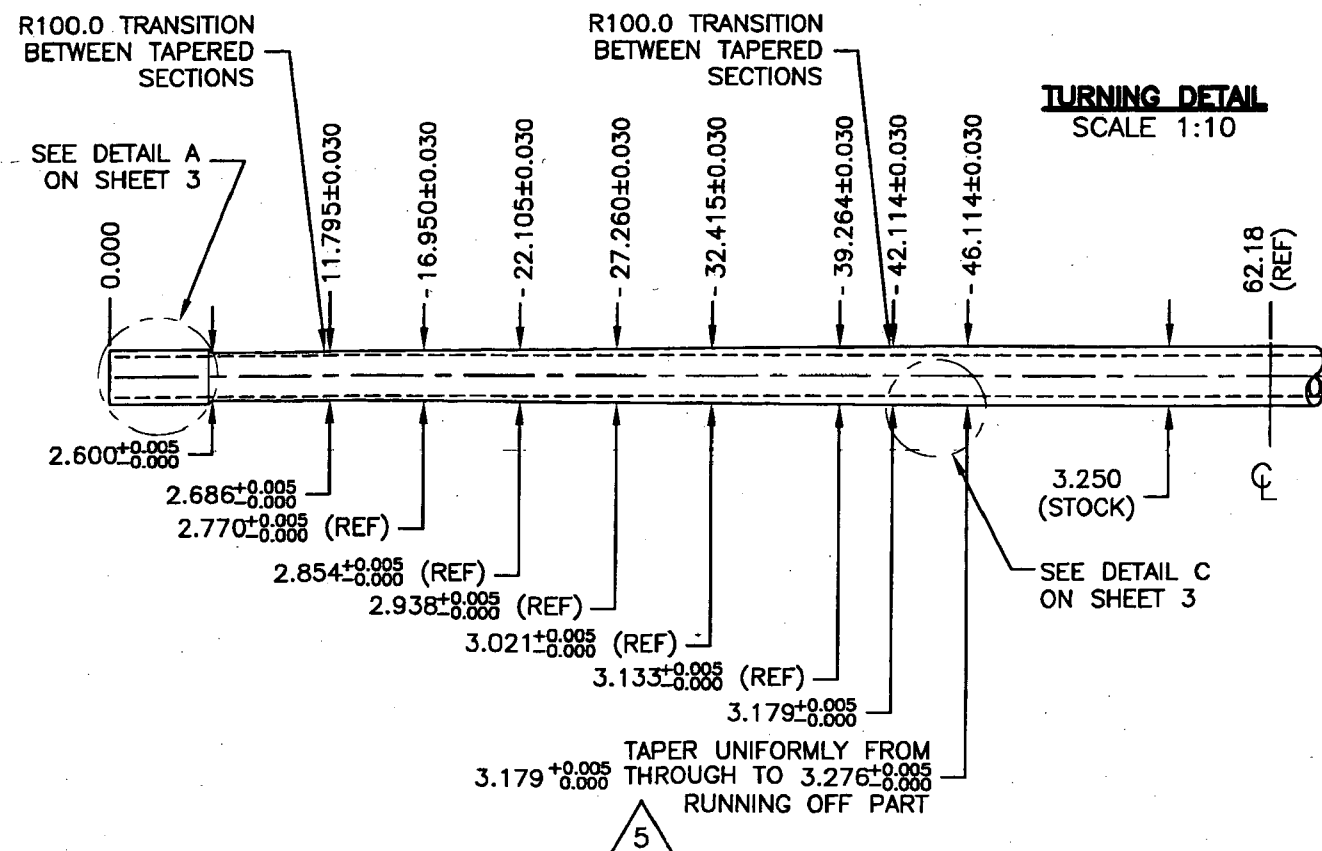 R100.0 TRANSITION
BETWEEN TAPERED
SECTIONS
R100.0 TRANSITION
BETWEEN TAPERED
SECTIONS
TURNING DETAIL
SCALE 1:10
SEE DETAIL A
ON SHEET 3
0.000
11.795±0.030
16.950±0.030
22.105±0.030
27.260±0.030
32.415±0.030
39.264±0.030
42.114±0.030
46.114±0.030
62.18
(REF)
2.600+0.005-0.000
2.686+0.005-0.000
2.770+0.005-0.000 (REF)
2.854+0.005-0.000 (REF)
2.938+0.005-0.000 (REF)
3.021+0.005-0.000 (REF)
3.133+0.005-0.000 (REF)
3.179+0.005-0.000
3.250
(STOCK)
℄
SEE DETAIL C
ON SHEET 3
TAPER UNIFORMLY FROM
3.179 +0.005 0.000 THROUGH TO 3.276+0.005-0.000
RUNNING OFF PART
5